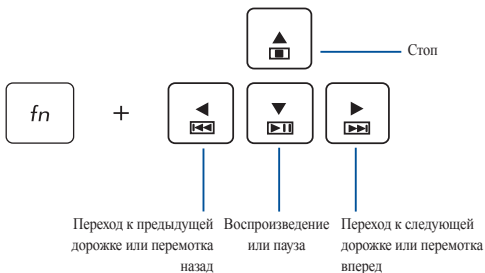 Стоп
fn
+
Переход к предыдущей
дорожке или перемотка
назад
Воспроизведение
или пауза
Переход к следующей
дорожке или перемотка
вперед